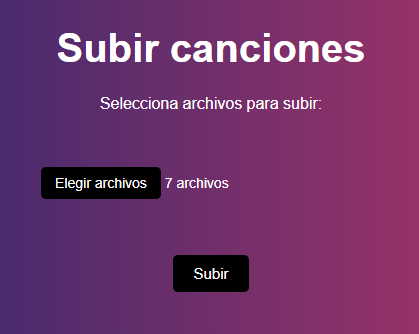 Subir canciones
Selecciona archivos para subir:
Elegir archivos 7 archivos
Subir